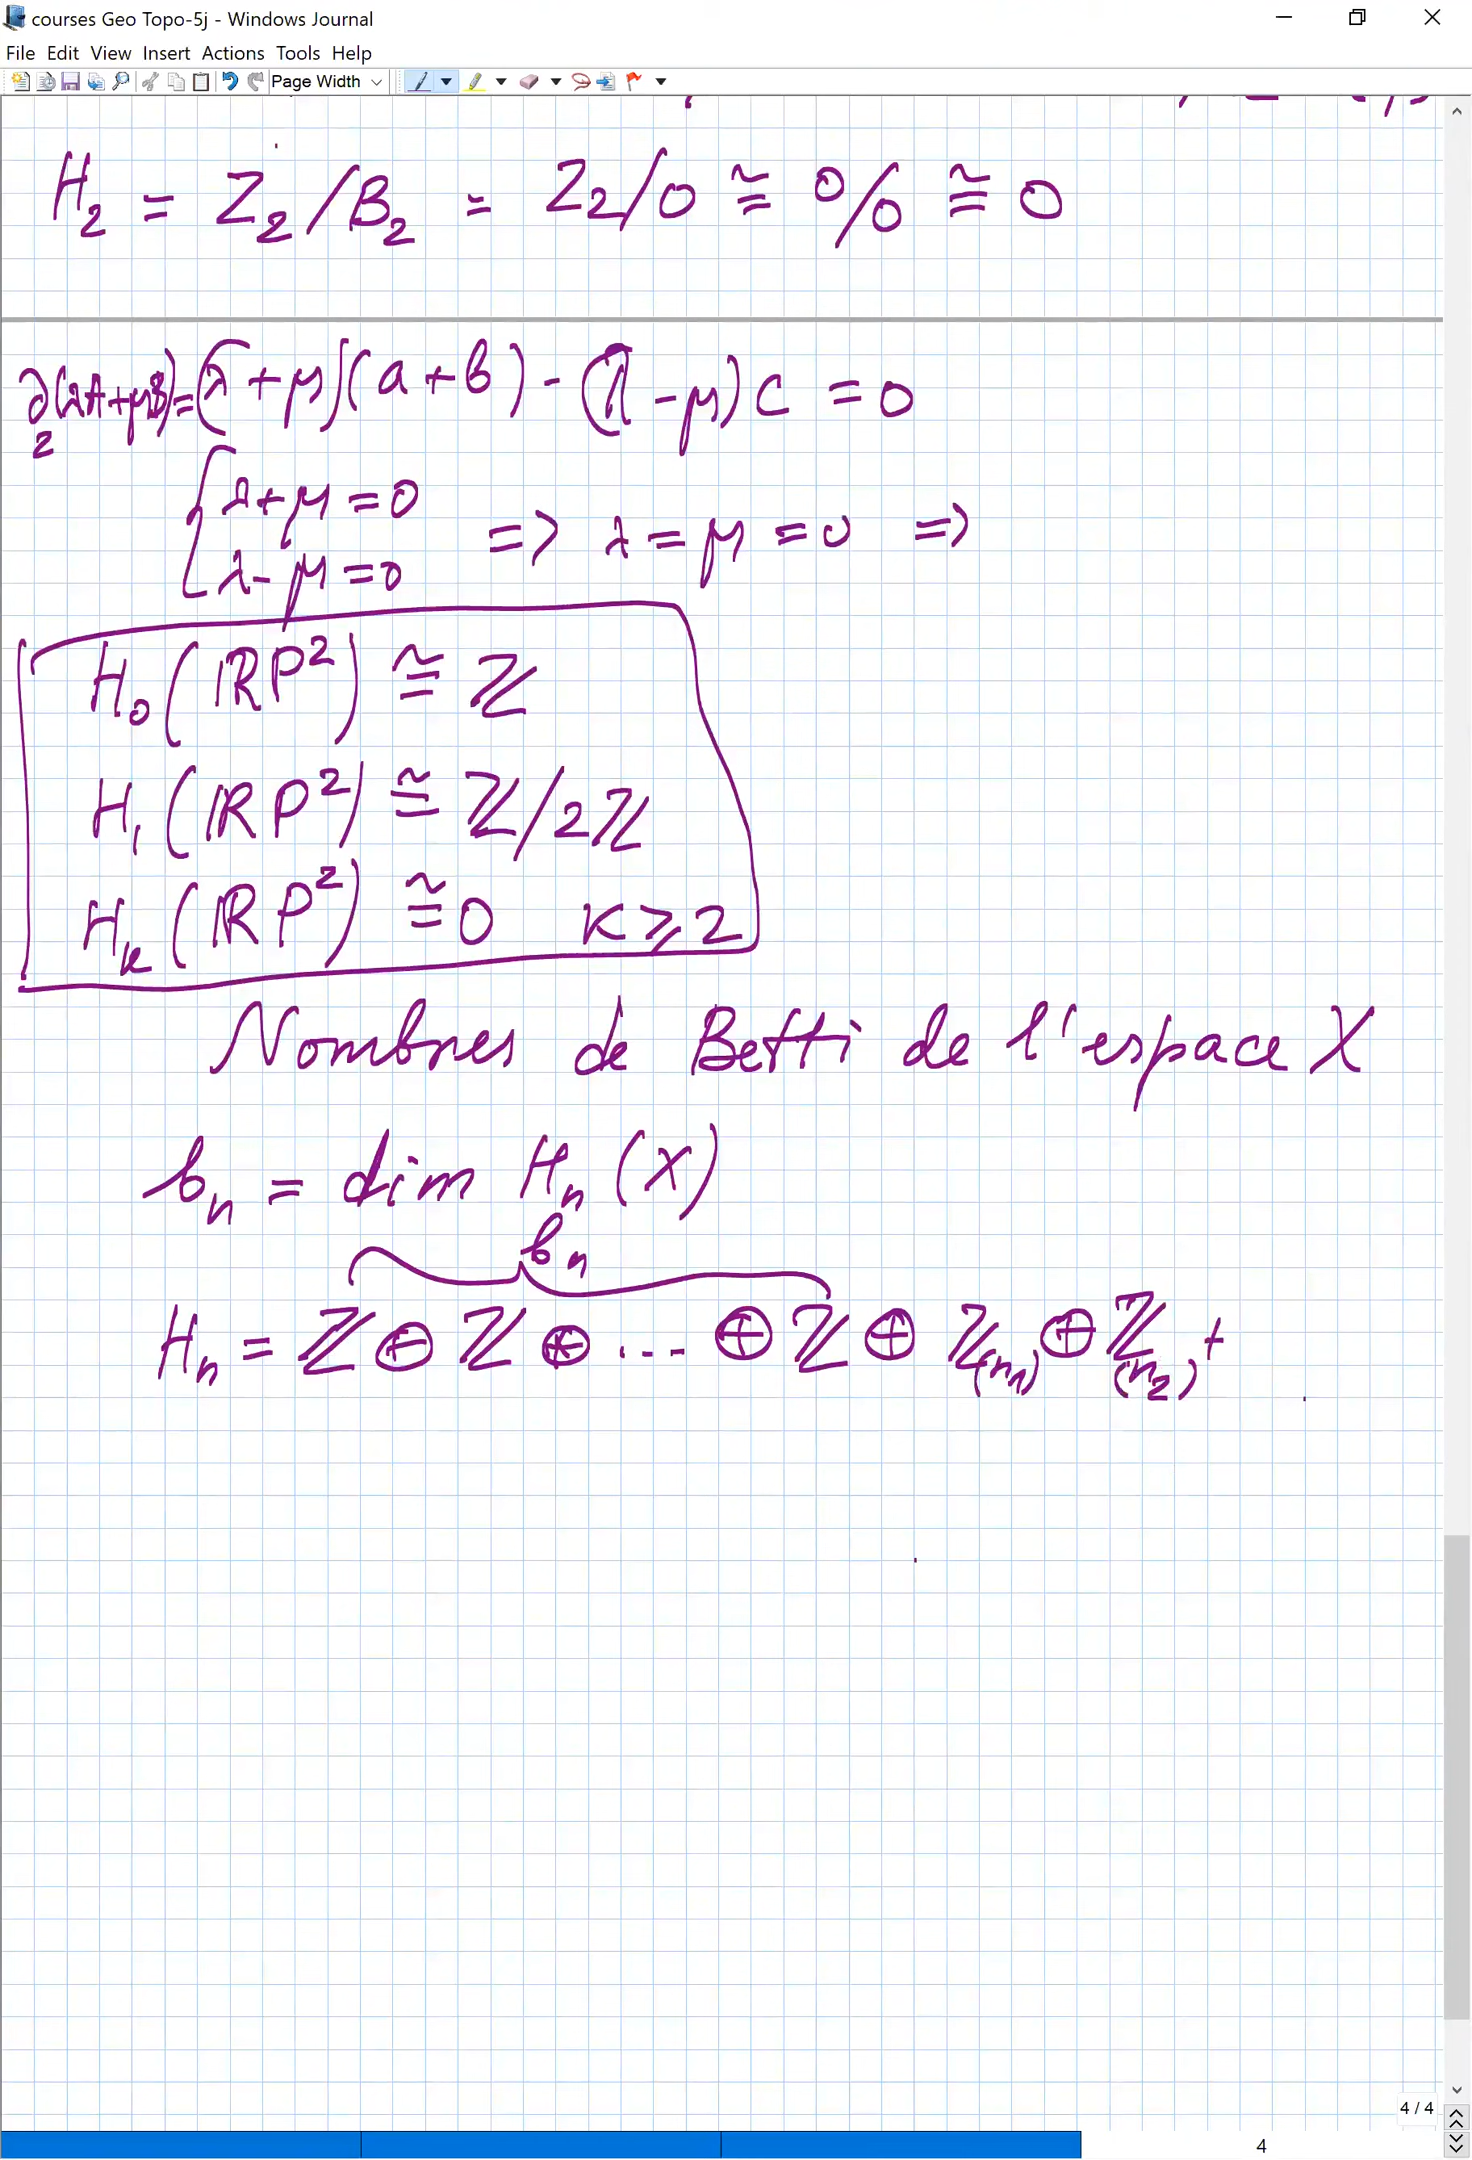 courses Geo Topo-5j - Windows Journal
File Edit View Insert Actions Tools Help
Page Width
H₂ = Z₂/B₂ = Z₂/0 ≅ 0/0 ≅ 0
∂₂(λA+μB)=(λ+μ)(a+b)-(λ-μ)c=0
{λ+μ=0
λ-μ=0 => λ=μ=0 =>
H₀(ℝP²) ≅ ℤ
H₁(ℝP²) ≅ ℤ/2ℤ
Hₖ(ℝP²) ≅ 0 K⩾2
Nombres de Betti de l'espace X
bₙ = dim Hₙ(X)
bₙ
Hₙ = ℤ ⊕ ℤ ⊕ ... ⊕ ℤ ⊕ ℤ(n₁) ⊕ ℤ(n₂) +
4 / 4
4